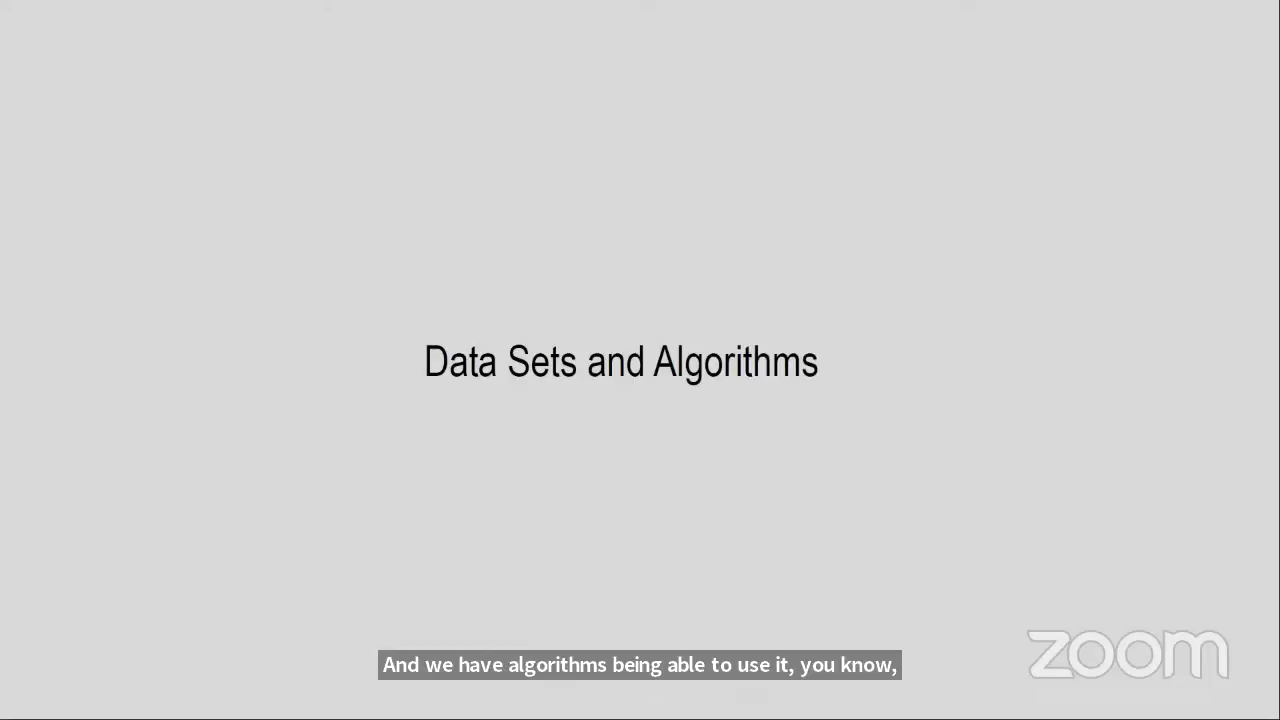 Data Sets and Algorithms
And we have algorithms being able to use it, you know,
zoom